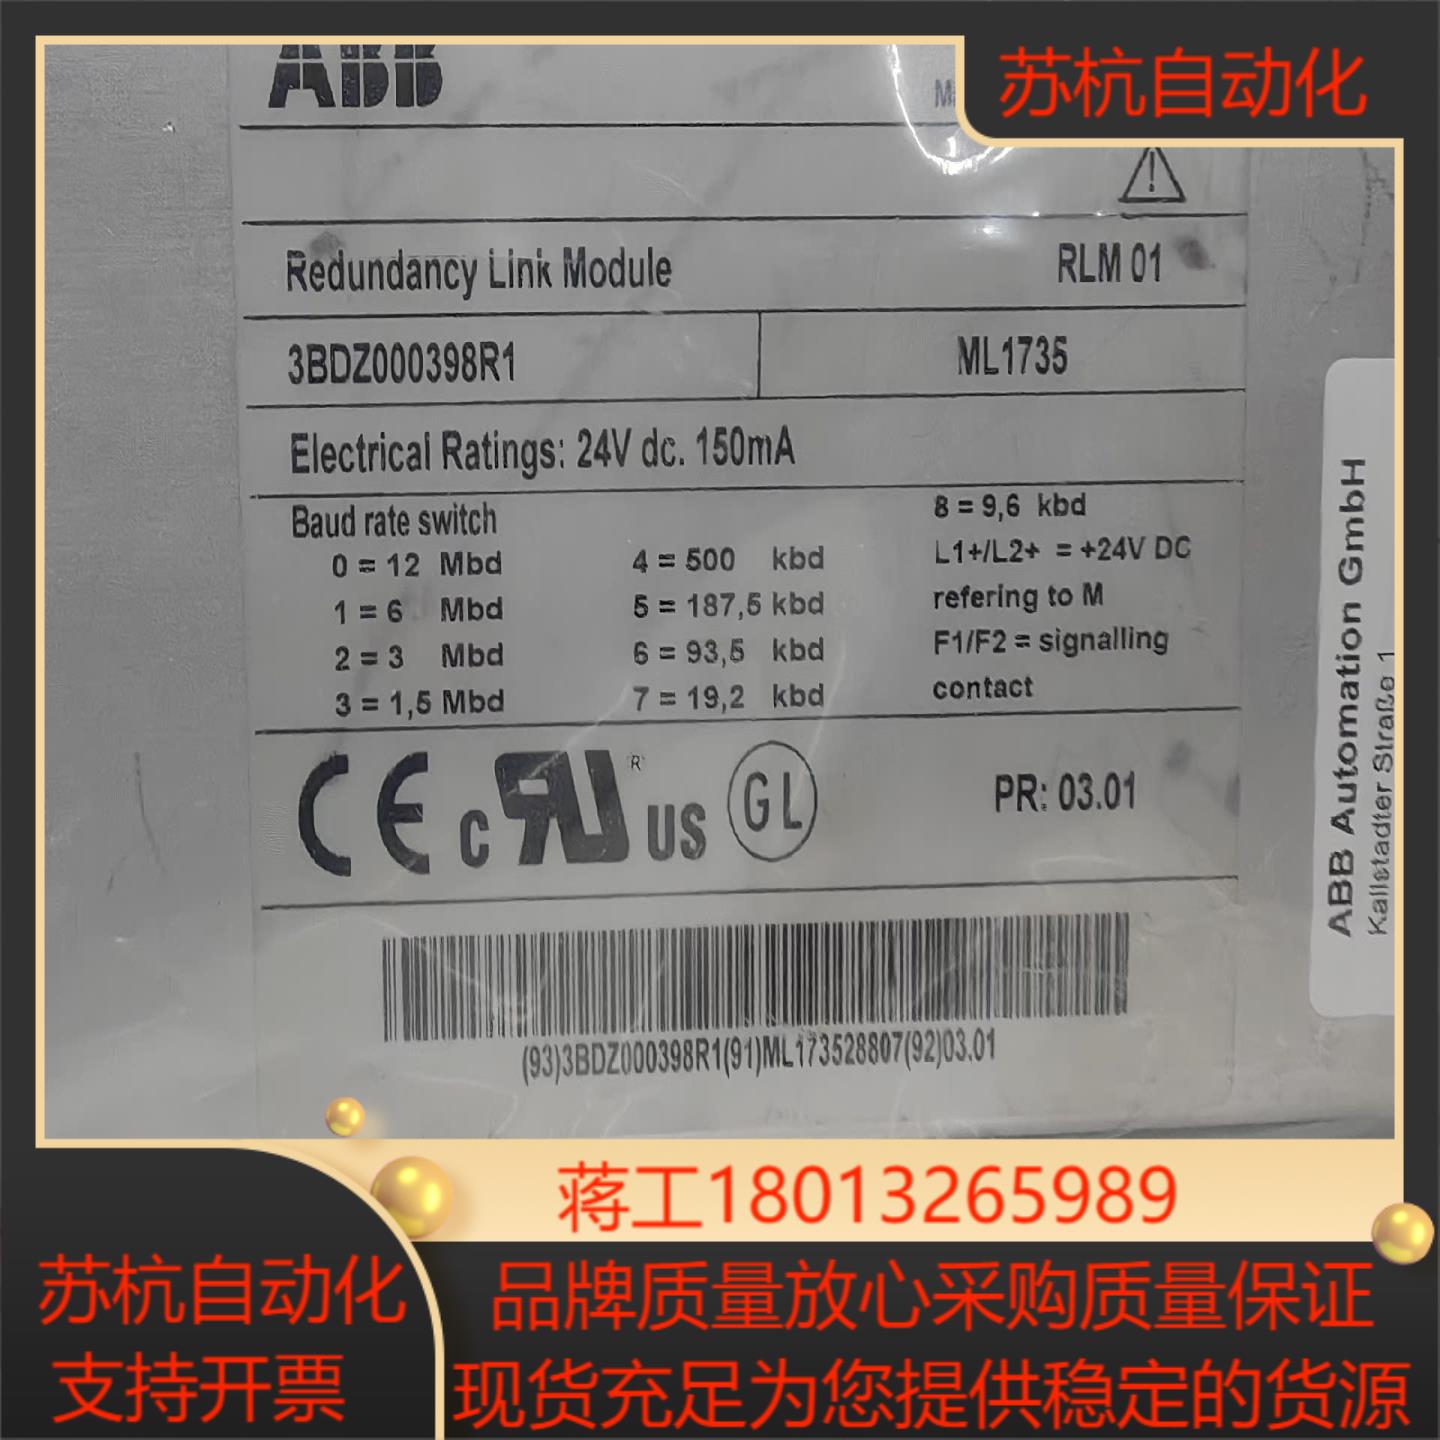 ABB
苏杭自动化
Redundancy Link Module RLM 01
3BDZ000398R1 ML1735
Electrical Ratings: 24V dc. 150mA
Baud rate switch
0 = 12 Mbd
1 = 6 Mbd
2 = 3 Mbd
3 = 1,5 Mbd
4 = 500 kbd
5 = 187,5 kbd
6 = 93,5 kbd
7 = 19,2 kbd
8 = 9,6 kbd
L1+/L2+ = +24V DC
refering to M
F1/F2 = signalling
contact
CE c RU ® US GL PR: 03.01
(93)3BDZ000398R1(91)ML173528807(92)03.01
ABB Automation GmbH
Kallstadter Straße 1
蒋工18013265989
苏杭自动化
支持开票
品牌质量放心采购质量保证
现货充足为您提供稳定的货源